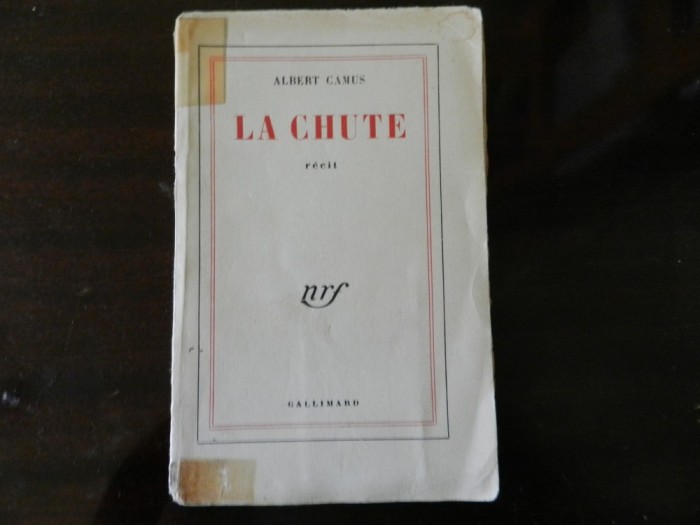 ALBERT CAMUS
LA CHUTE
récit
nrf
GALLIMARD